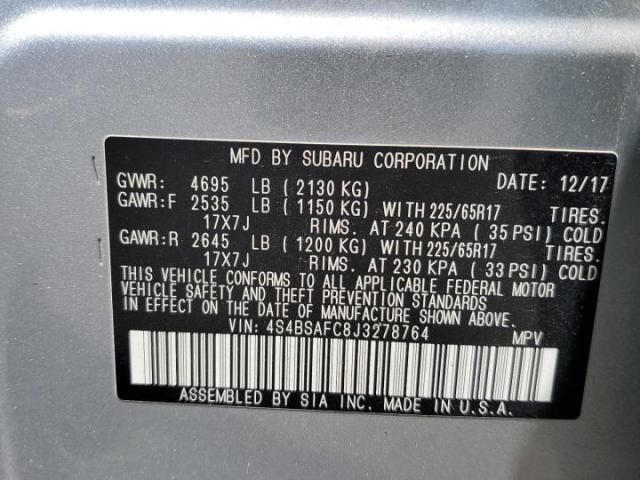 MFD BY SUBARU CORPORATION
GVWR: 4695 LB ( 2130 KG) DATE: 12/17
GAWR:F 2535 LB ( 1150 KG) WITH 225/65R17 TIRES.
17X7J RIMS. AT 240 KPA ( 35 PSI) COLD
GAWR:R 2645 LB ( 1200 KG) WITH 225/65R17 TIRES.
17X7J RIMS. AT 230 KPA ( 33 PSI) COLD
THIS VEHICLE CONFORMS TO ALL APPLICABLE FEDERAL MOTOR
VEHICLE SAFETY AND THEFT PREVENTION STANDARDS
IN EFFECT ON THE DATE OF MANUFACTURE SHOWN ABOVE.
VIN: 4S4BSAFC8J3278764 MPV
ASSEMBLED BY SIA INC. MADE IN U.S.A.